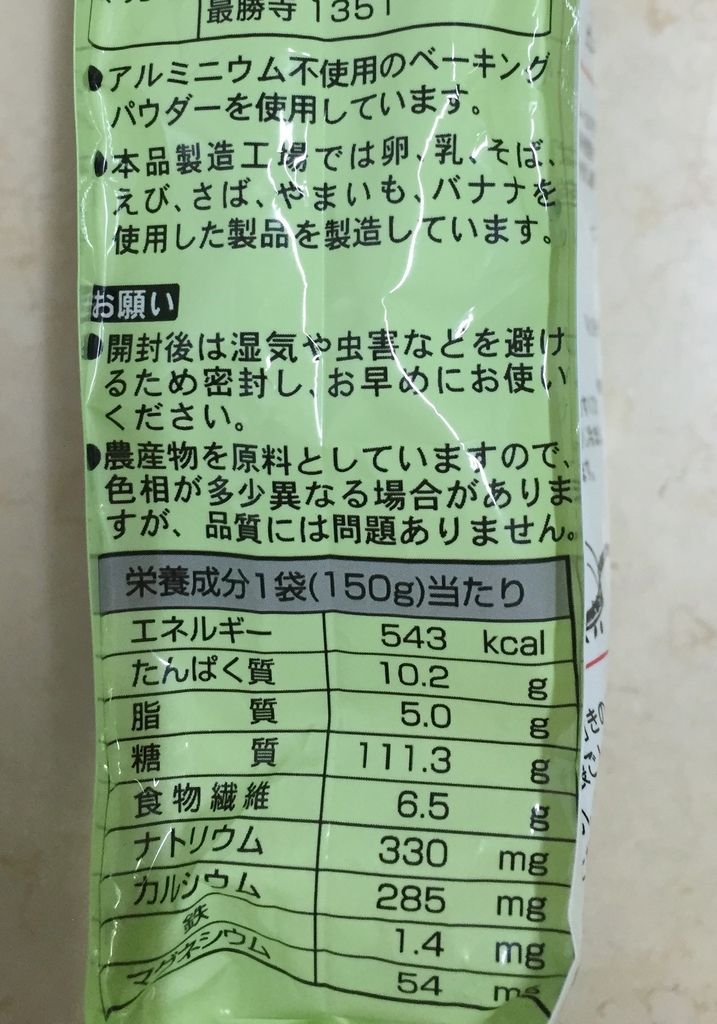 最勝寺1351
●アルミニウム不使用のベーキング
パウダーを使用しています。
●本品製造工場では卵、乳、そば、
えび、さば、やまいも、バナナを
使用した製品を製造しています。
お願い
●開封後は湿気や虫害などを避け
るため密封し、お早めにお使い
ください。
●農産物を原料としていますので、
色相が多少異なる場合がありま
すが、品質には問題ありません。
栄養成分1袋(150g)当たり
エネルギー 543 kcal
たんぱく質 10.2 g
脂質 5.0 g
糖質 111.3 g
食物繊維 6.5 g
ナトリウム 330 mg
カルシウム 285 mg
鉄 1.4 mg
マグネシウム 54 mg